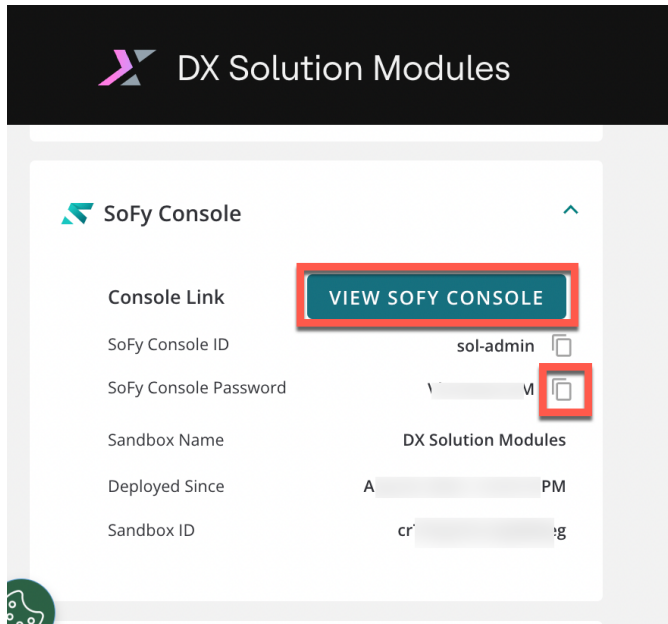 DX Solution Modules
SoFy Console
Console Link VIEW SOFY CONSOLE
SoFy Console ID sol-admin
SoFy Console Password
Sandbox Name DX Solution Modules
Deployed Since PM
Sandbox ID